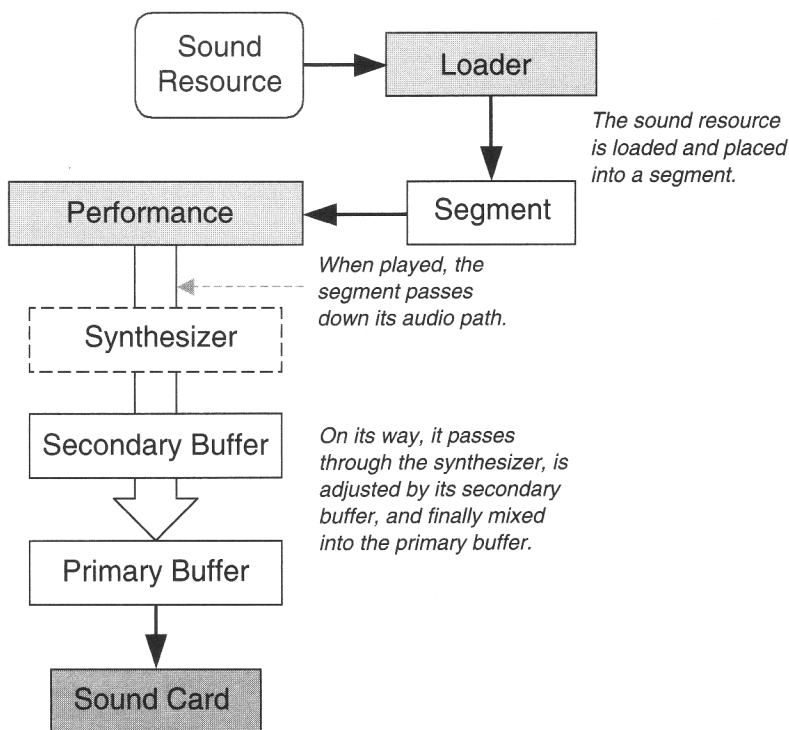 Sound
Resource
Loader
The sound resource
is loaded and placed
into a segment.
Segment
Performance
When played, the
segment passes
down its audio path.
Synthesizer
Secondary Buffer
On its way, it passes
through the synthesizer, is
adjusted by its secondary
buffer, and finally mixed
into the primary buffer.
Primary Buffer
Sound Card